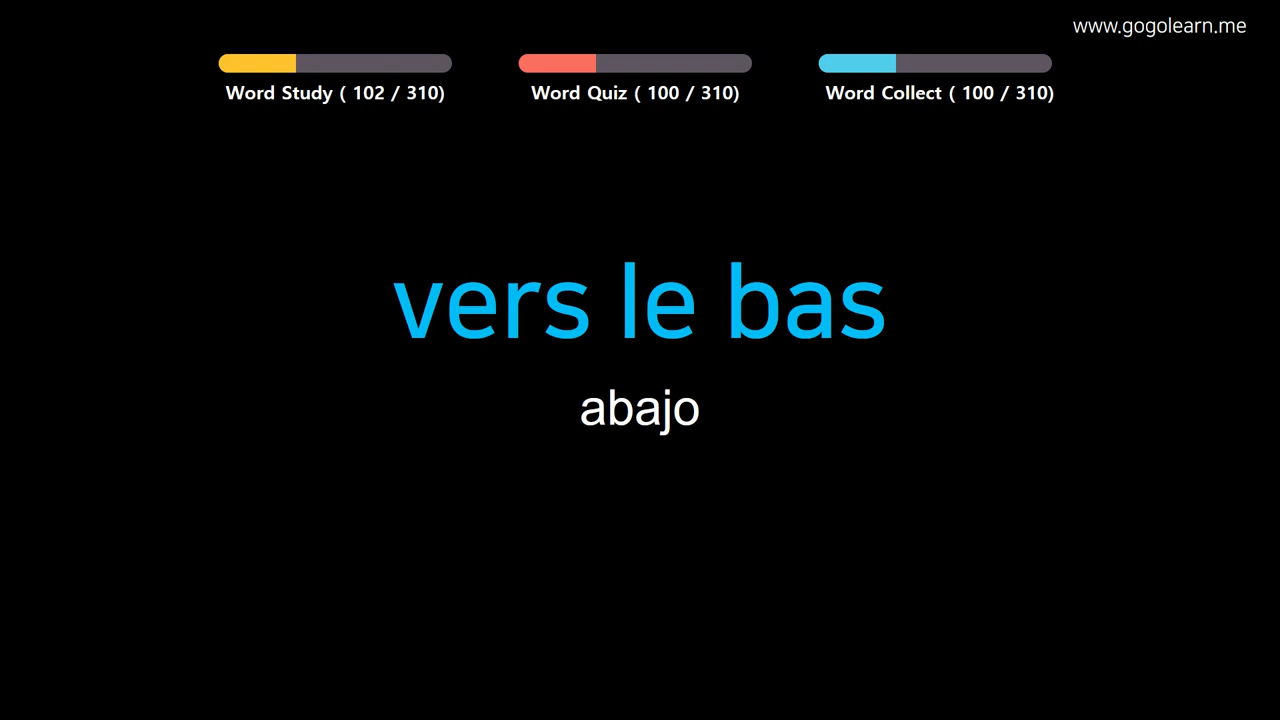 www.gogolearn.me
Word Study ( 102 / 310)
Word Quiz ( 100 / 310)
Word Collect ( 100 / 310)
vers le bas
abajo